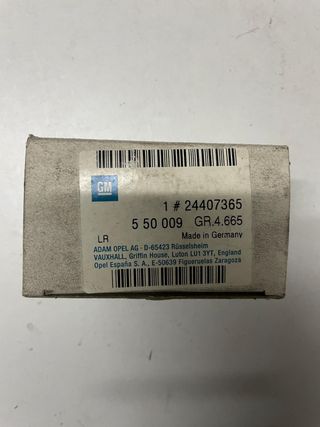 GM
1 # 24407365
5 50 009 GR.4.665
LR Made in Germany
ADAM OPEL AG - D-65423 Rüsselsheim
VAUXHALL, Griffin House, Luton LU1 3YT, England
Opel España S. A., E-50639 Figueruelas Zaragoza